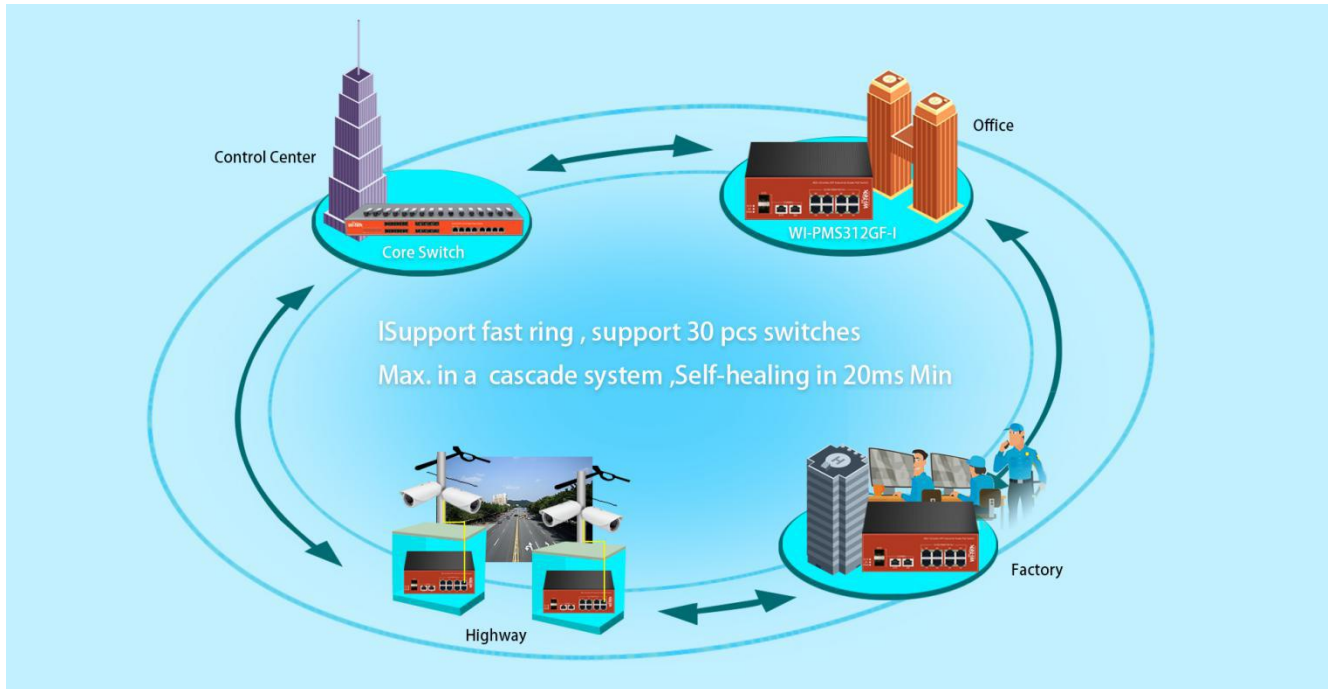 Control Center
Core Switch
Office
WI-PMS312GF-I
ISupport fast ring , support 30 pcs switches
Max. in a cascade system ,Self-healing in 20ms Min
Highway
Factory